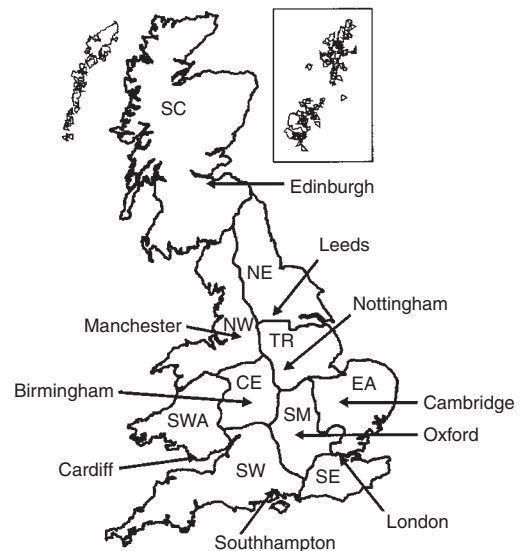 SC
Edinburgh
Leeds
NE
Nottingham
Manchester
NW
TR
Birmingham
CE
EA
Cambridge
SWA
SM
Oxford
Cardiff
SW
SE
London
Southhampton